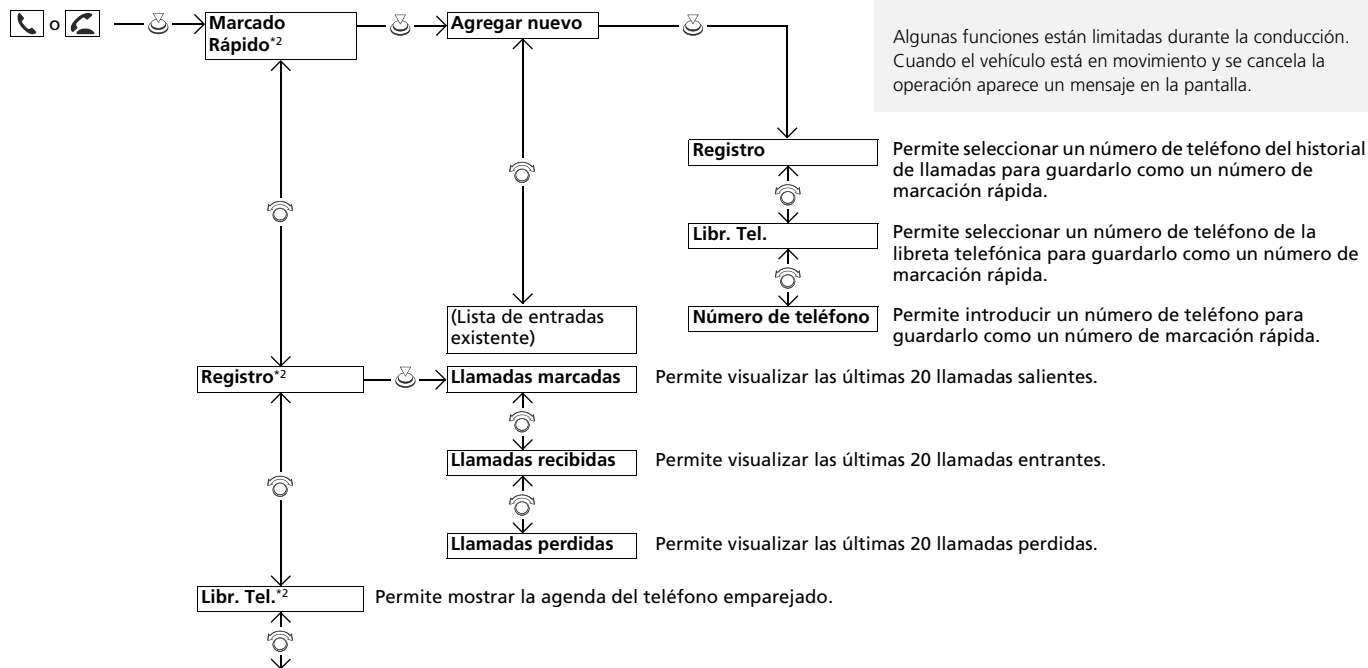 o
Marcado
Rápido*2
Agregar nuevo
Algunas funciones están limitadas durante la conducción.
Cuando el vehículo está en movimiento y se cancela la
operación aparece un mensaje en la pantalla.
Registro
Permite seleccionar un número de teléfono del historial
de llamadas para guardarlo como un número de
marcación rápida.
Libr. Tel.
Permite seleccionar un número de teléfono de la
libreta telefónica para guardarlo como un número de
marcación rápida.
(Lista de entradas
existente)
Número de teléfono
Permite introducir un número de teléfono para
guardarlo como un número de marcación rápida.
Registro*2
Llamadas marcadas
Permite visualizar las últimas 20 llamadas salientes.
Llamadas recibidas
Permite visualizar las últimas 20 llamadas entrantes.
Llamadas perdidas
Permite visualizar las últimas 20 llamadas perdidas.
Libr. Tel.*2
Permite mostrar la agenda del teléfono emparejado.